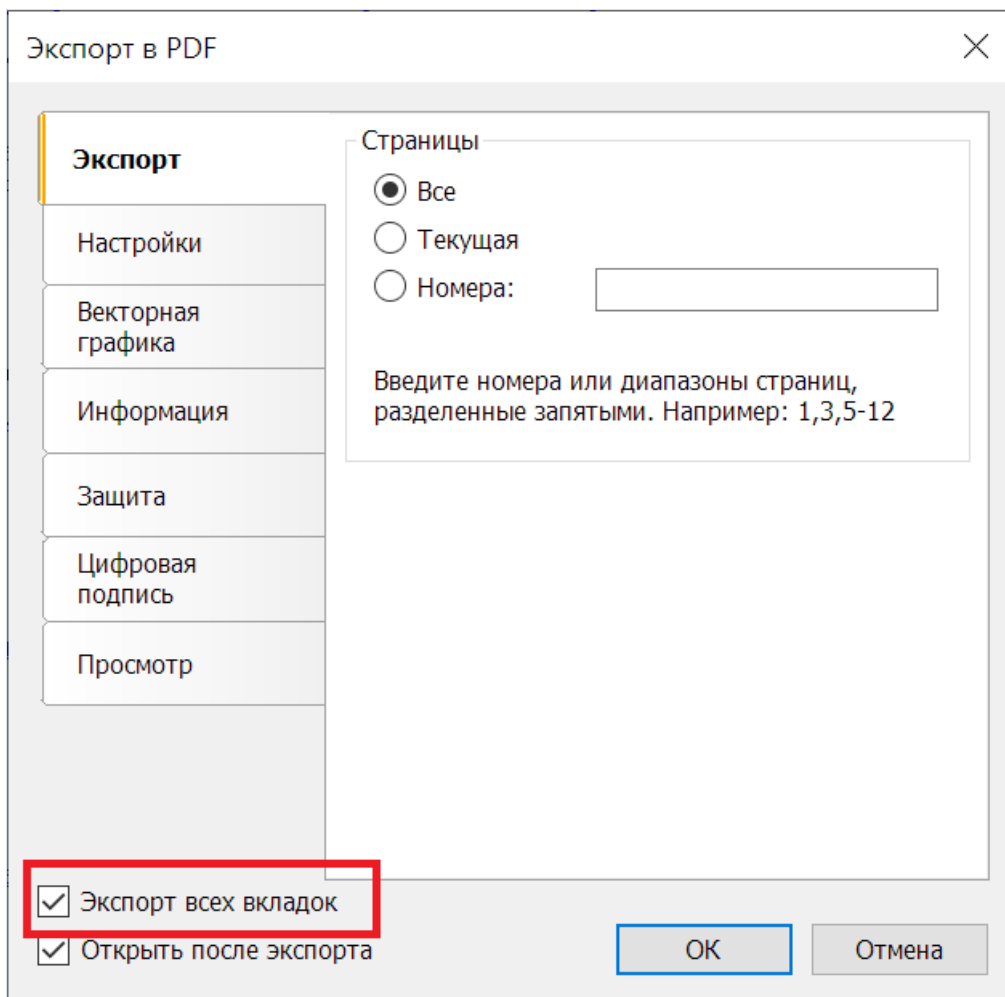 Экспорт в PDF
Экспорт
Настройки
Векторная
графика
Информация
Защита
Цифровая
подпись
Просмотр
Страницы
Все
Текущая
Номера:
Введите номера или диапазоны страниц,
разделенные запятыми. Например: 1,3,5-12
Экспорт всех вкладок
Открыть после экспорта
OK
Отмена